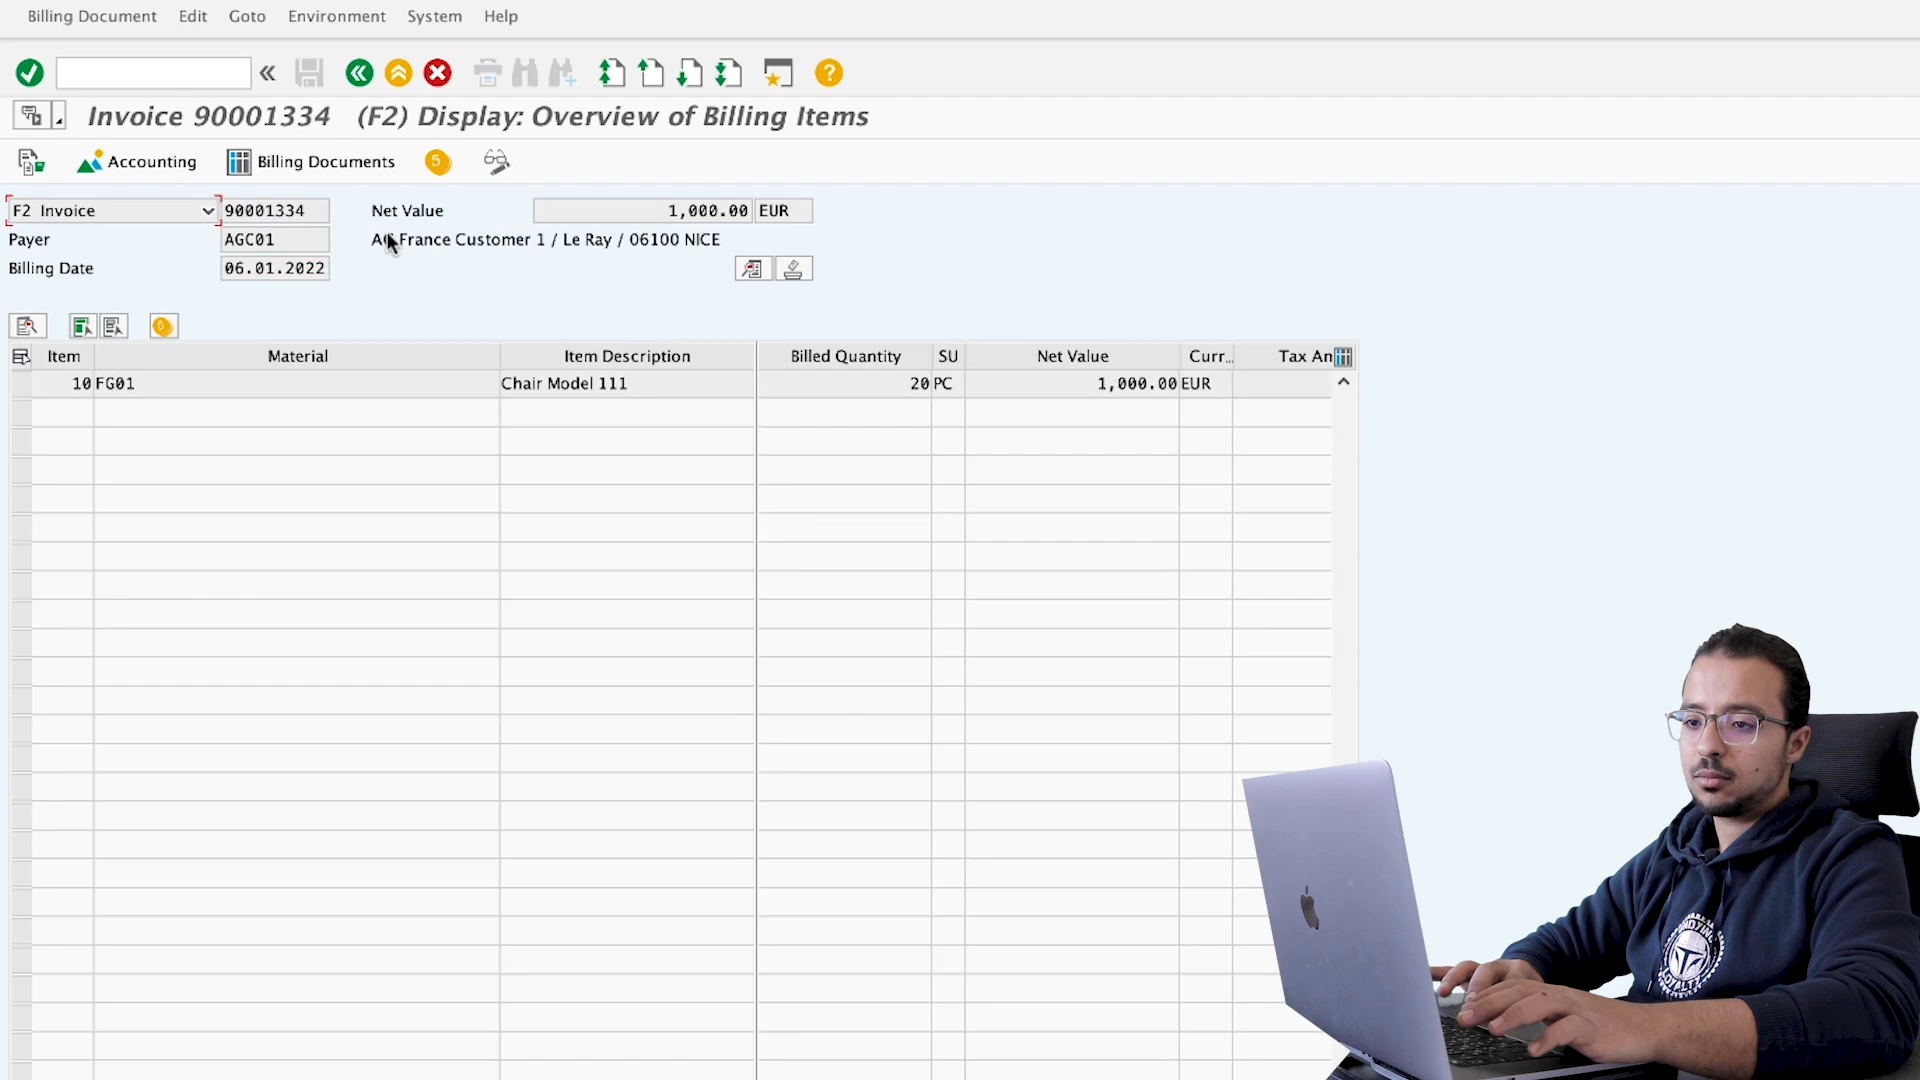 Billing Document Edit Goto Environment System Help
Invoice 90001334 (F2) Display: Overview of Billing Items
Accounting Billing Documents
F2 Invoice 90001334 Net Value 1,000.00 EUR
Payer AGC01 France Customer 1 / Le Ray / 06100 NICE
Billing Date 06.01.2022
Item Material Item Description Billed Quantity SU Net Value Curr... Tax Am
10 FG01 Chair Model 111 20 PC 1,000.00 EUR